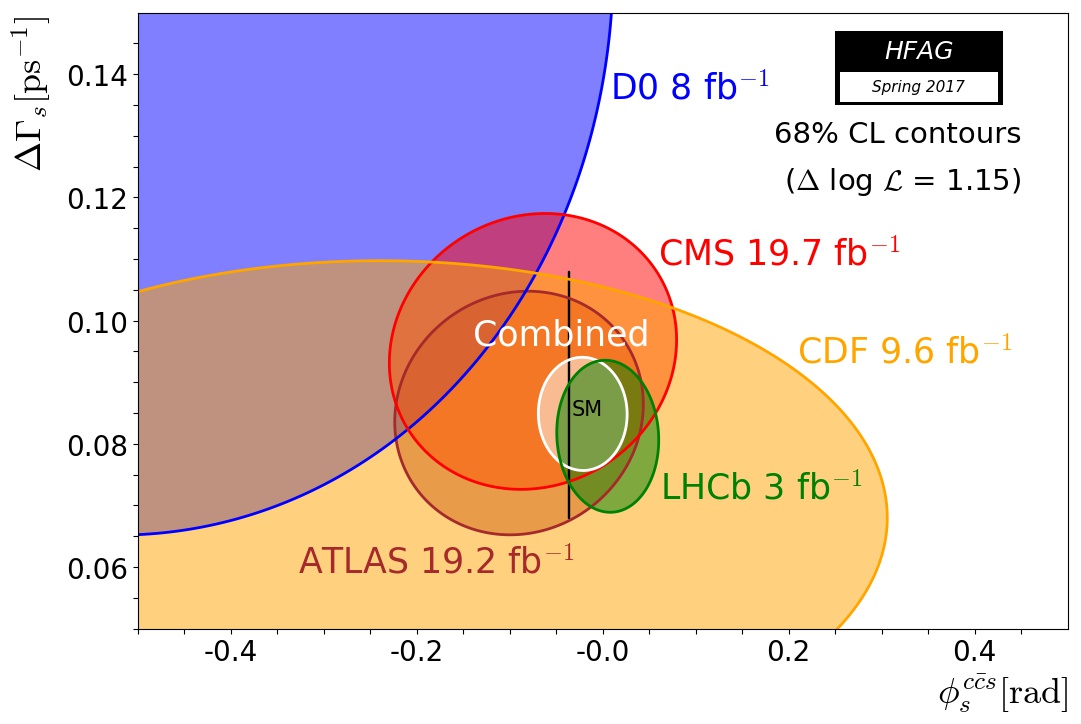 ΔΓₛ[ps⁻¹]
HFAG
Spring 2017
68% CL contours
(Δ log ℒ = 1.15)
D0 8 fb⁻¹
CMS 19.7 fb⁻¹
CDF 9.6 fb⁻¹
Combined
SM
LHCb 3 fb⁻¹
ATLAS 19.2 fb⁻¹
0.14
0.12
0.10
0.08
0.06
-0.4 -0.2 -0.0 0.2 0.4
ϕₛ^{cc̄s}[rad]